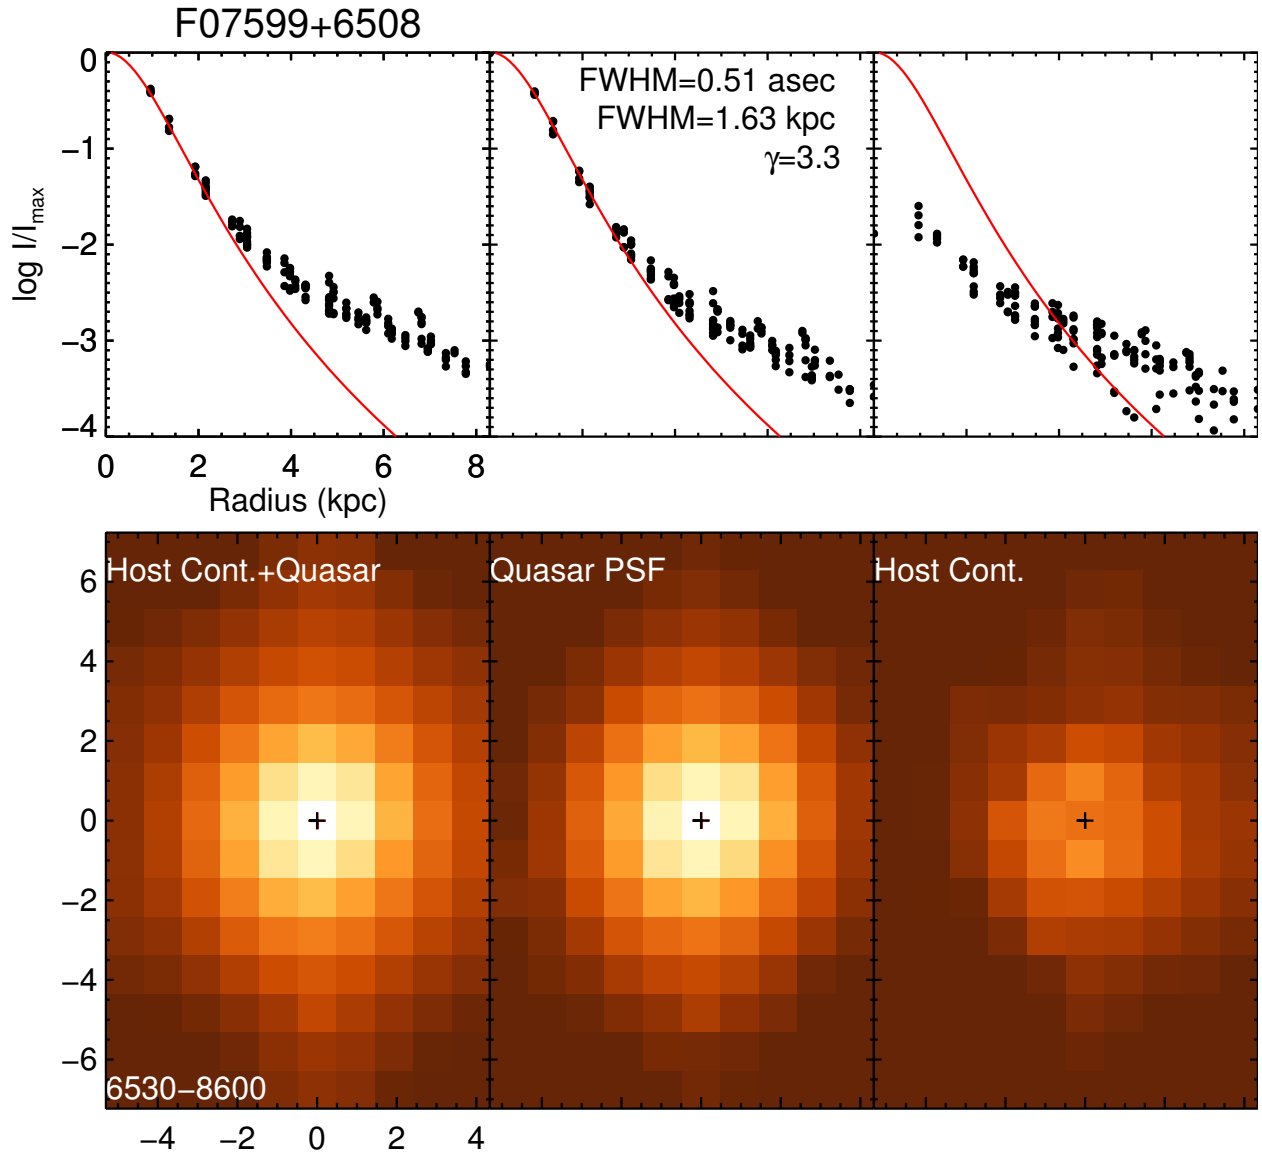 F07599+6508
0
−1
−2
−3
−4
log I/Imax
FWHM=0.51 asec
FWHM=1.63 kpc
γ=3.3
0 2 4 6 8
Radius (kpc)
Host Cont.+Quasar
Quasar PSF
Host Cont.
6
4
2
0
−2
−4
−6
6530−8600
−4 −2 0 2 4